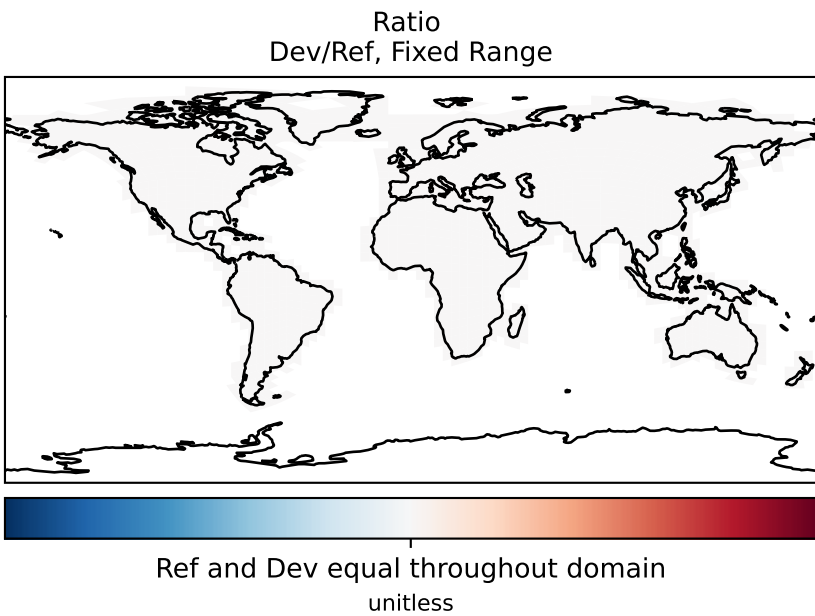 Ratio
Dev/Ref, Fixed Range
Ref and Dev equal throughout domain
unitless